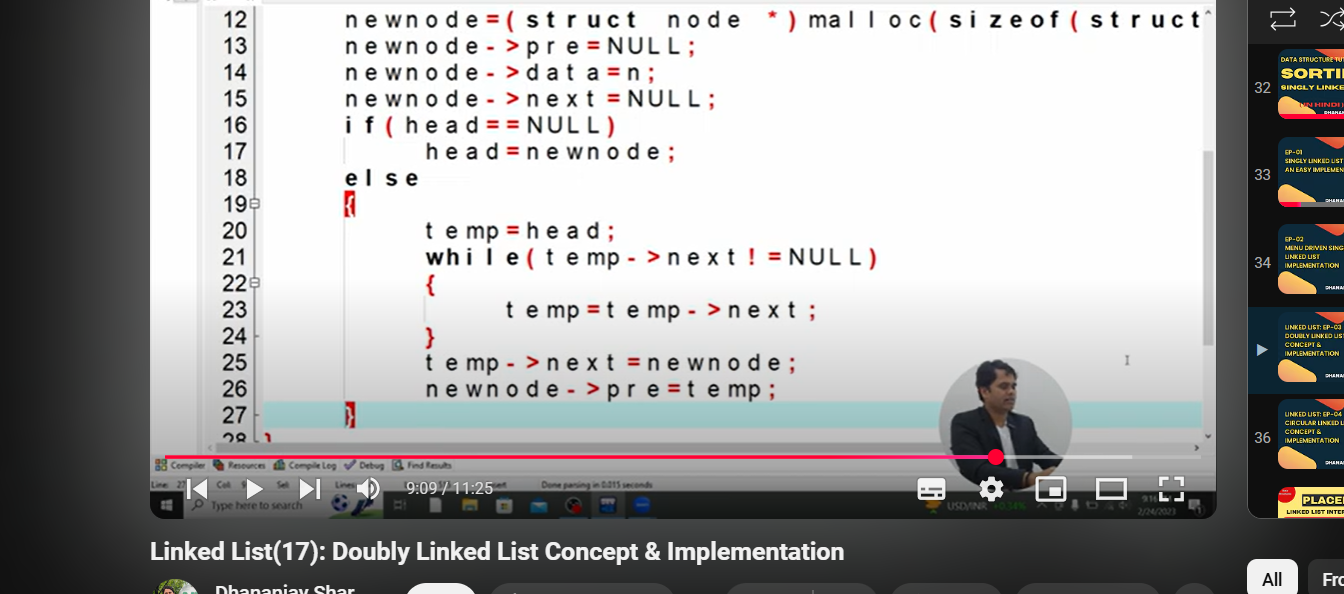 12 newnode=(struct node *)malloc(sizeof(struct
13 newnode->pre=NULL;
14 newnode->data=n;
15 newnode->next=NULL;
16 if(head==NULL)
17 head=newnode;
18 else
19 {
20 temp=head;
21 while(temp->next!=NULL)
22 {
23 temp=temp->next;
24 }
25 temp->next=newnode;
26 newnode->pre=temp;
27 }
28 }
Compiler Resources Compile Log Debug Find Results
Line: Col: Sel: Lines Done parsing in 0.015 seconds
9:09 / 11:25
Type here to search USD/INR +0.34% 9:16
2/24/2023
Linked List(17): Doubly Linked List Concept & Implementation
Dhananjay Shar
32
DATA STRUCTURE TU
SORTI
SINGLY LINKE
(IN HINDI)
DHANA
33
EP-01
SINGLY LINKED LIST
AN EASY IMPLEMEN
34
EP-02
MENU DRIVEN SING
LINKED LIST
IMPLEMENTATION
DHANA
LINKED LIST: EP-03
DOUBLY LINKED LIS
CONCEPT &
IMPLEMENTATION
DHANA
36
LINKED LIST: EP-04
CIRCULAR LINKED L
CONCEPT &
IMPLEMENTATION
DHANA
PLACE
LINKED LIST INTER
All
Fro